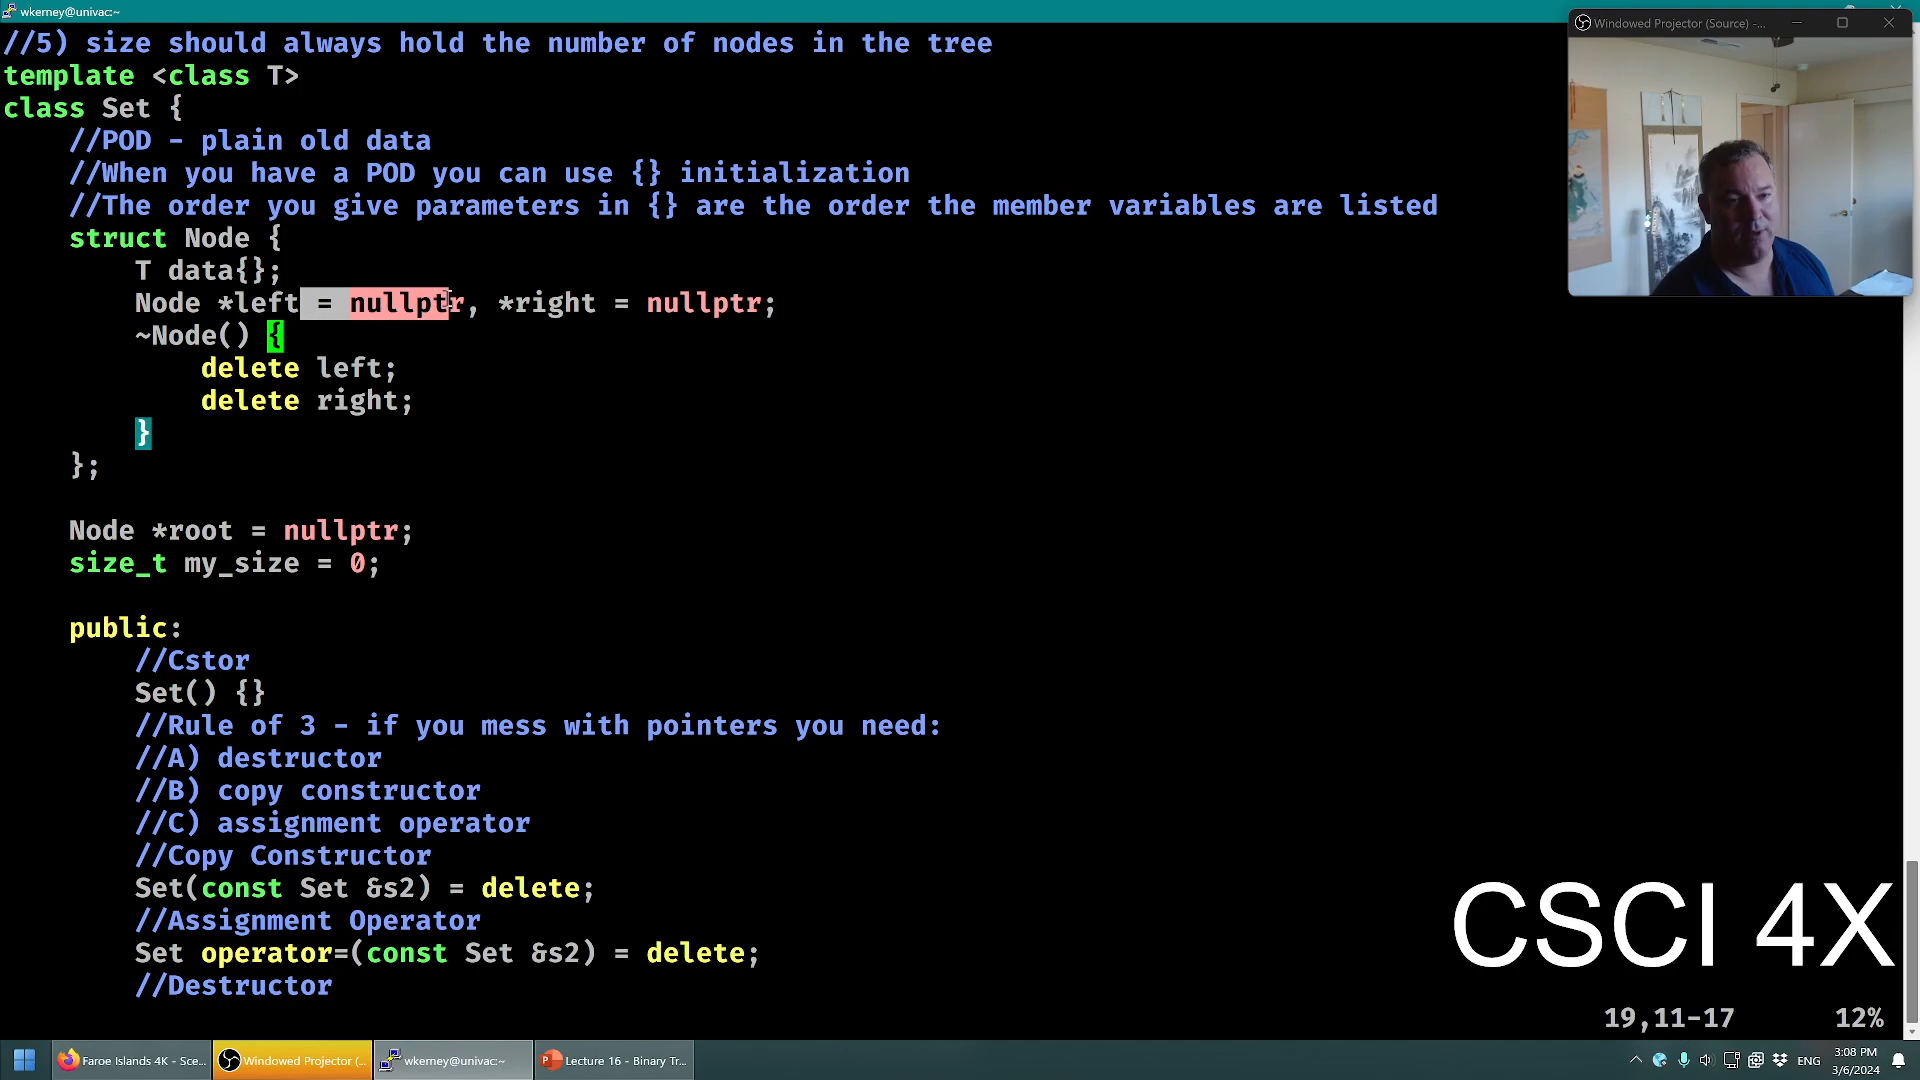 wkerney@univac:~
//5) size should always hold the number of nodes in the tree
template <class T>
class Set {
//POD - plain old data
//When you have a POD you can use {} initialization
//The order you give parameters in {} are the order the member variables are listed
struct Node {
T data{};
Node *left = nullptr, *right = nullptr;
~Node() {
delete left;
delete right;
}
};
Node *root = nullptr;
size_t my_size = 0;
public:
//Cstor
Set() {}
//Rule of 3 - if you mess with pointers you need:
//A) destructor
//B) copy constructor
//C) assignment operator
//Copy Constructor
Set(const Set &s2) = delete;
//Assignment Operator
Set operator=(const Set &s2) = delete;
//Destructor
19,11-17 12%
Windowed Projector (Source) -...
CSCI 4X
Faroe Islands 4K - Sce...
Windowed Projector (...
wkerney@univac:~
Lecture 16 - Binary Tr...
ENG
3:08 PM
3/6/2024